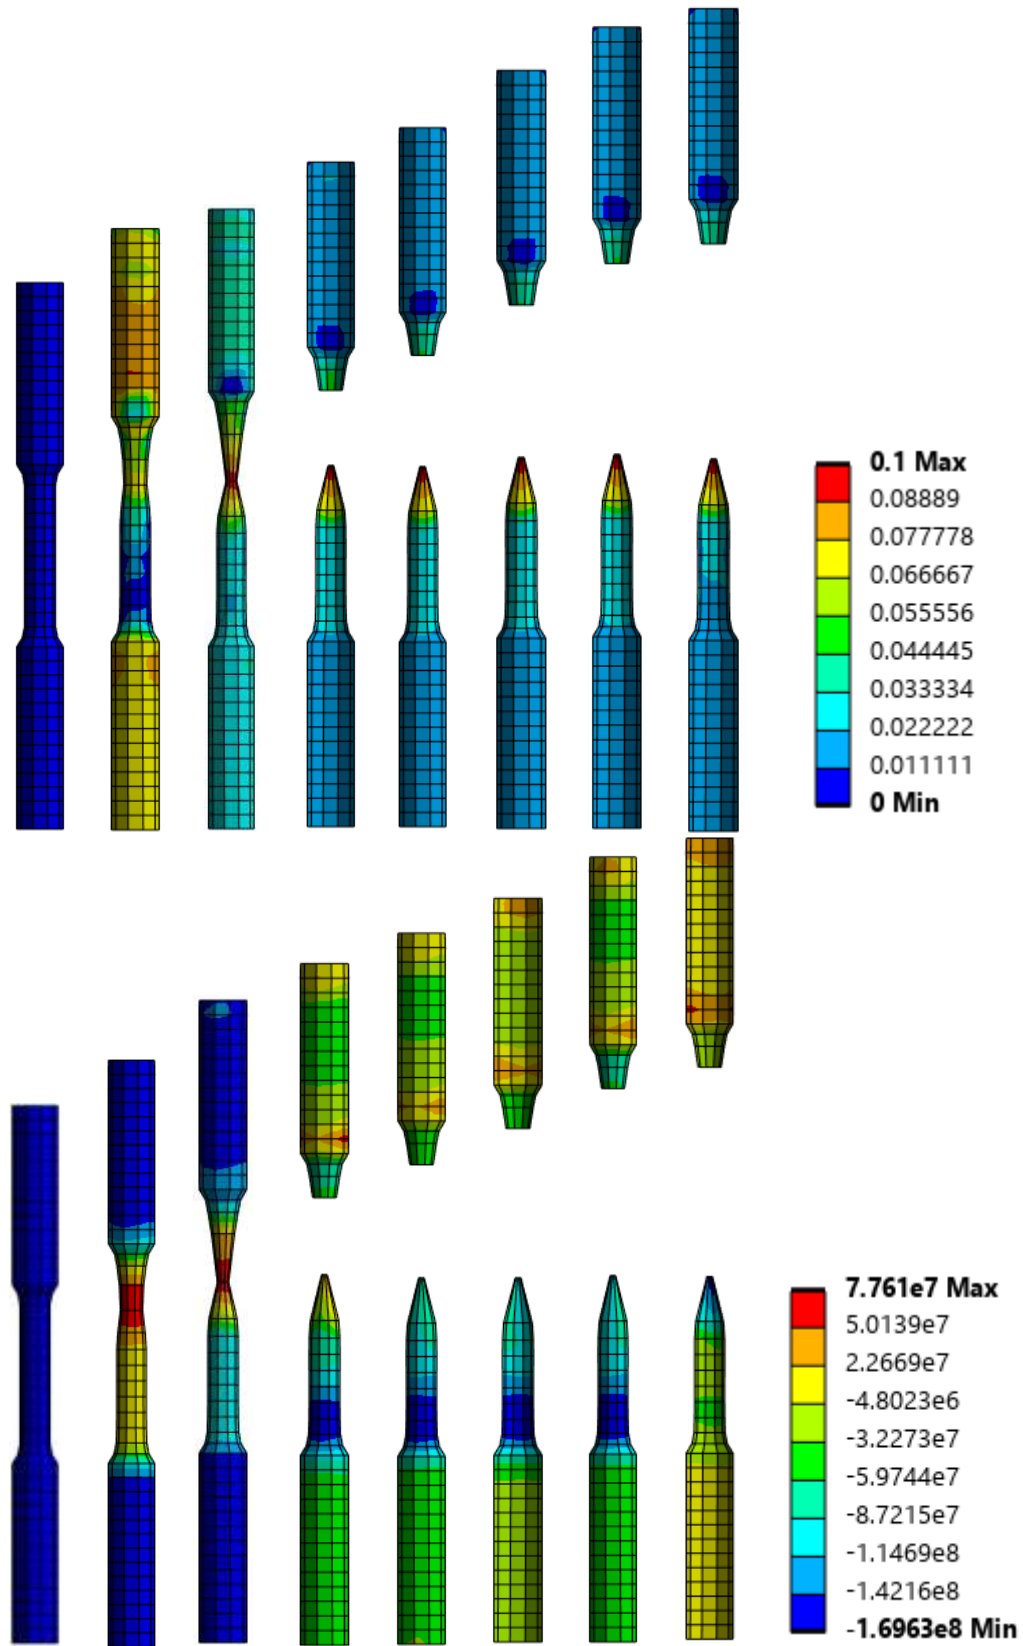 0.1 Max
0.08889
0.077778
0.066667
0.055556
0.044445
0.033334
0.022222
0.011111
0 Min
7.761e7 Max
5.0139e7
2.2669e7
-4.8023e6
-3.2273e7
-5.9744e7
-8.7215e7
-1.1469e8
-1.4216e8
-1.6963e8 Min